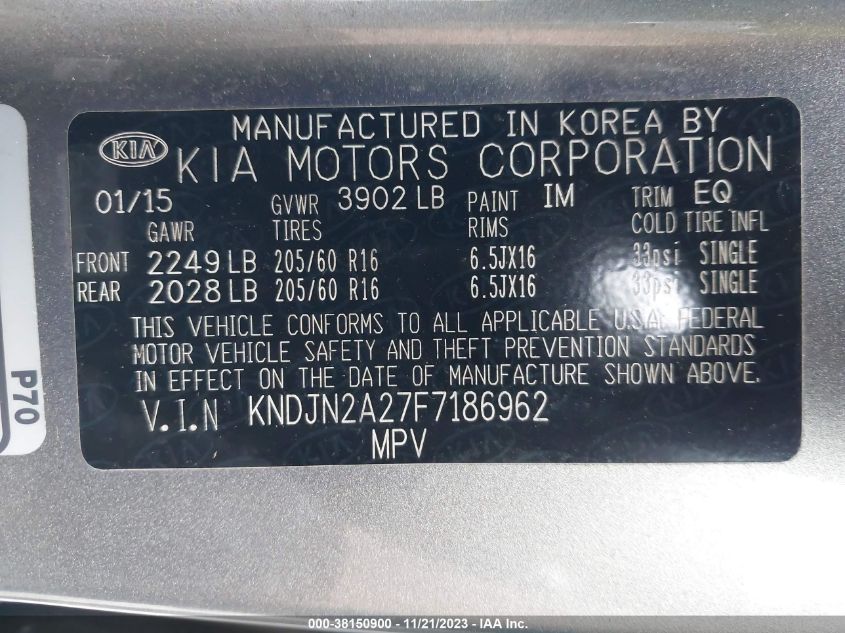 MANUFACTURED IN KOREA BY
KIA KIA MOTORS CORPORATION
01/15 GVWR 3902 LB PAINT IM TRIM EQ
GAWR TIRES RIMS COLD TIRE INFL
FRONT 2249 LB 205/60 R16 6.5JX16 33psi SINGLE
REAR 2028 LB 205/60 R16 6.5JX16 33psi SINGLE
THIS VEHICLE CONFORMS TO ALL APPLICABLE U.S.A. FEDERAL
MOTOR VEHICLE SAFETY AND THEFT PREVENTION STANDARDS
IN EFFECT ON THE DATE OF MANUFACTURE SHOWN ABOVE.
V.I.N KNDJN2A27F7186962
MPV
P70
000-38150900 - 11/21/2023 - IAA Inc.